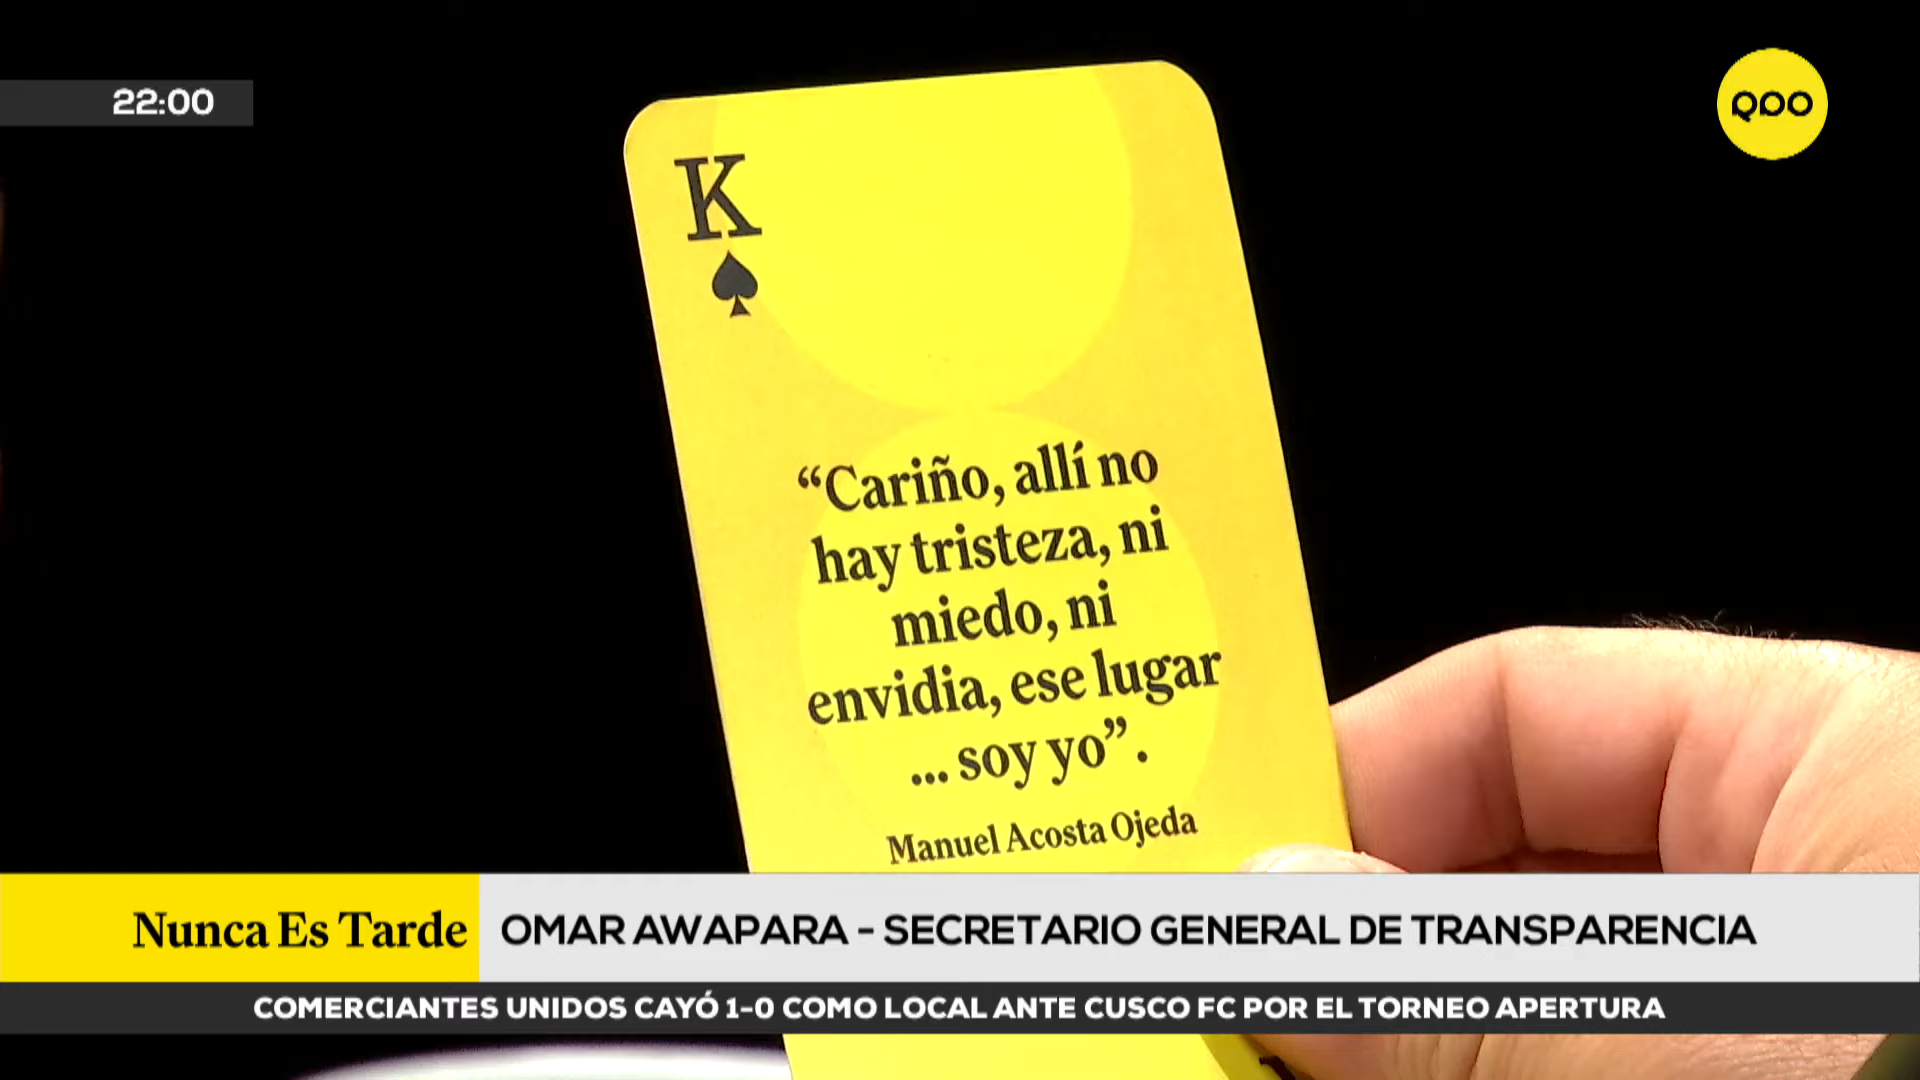 22:00
RPP
K
“Cariño, allí no
hay tristeza, ni
miedo, ni
envidia, ese lugar
... soy yo”.
Manuel Acosta Ojeda
Nunca Es Tarde
OMAR AWAPARA - SECRETARIO GENERAL DE TRANSPARENCIA
COMERCIANTES UNIDOS CAYÓ 1-0 COMO LOCAL ANTE CUSCO FC POR EL TORNEO APERTURA